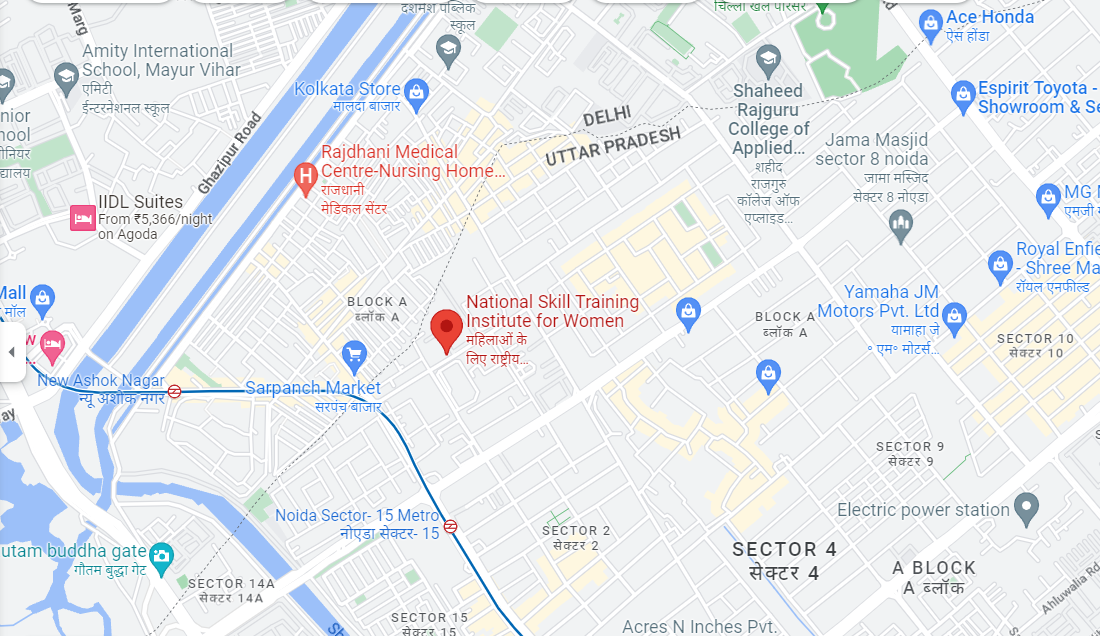 Marg
दशमेश पब्लिक
स्कूल
चिल्ला खेल परिसर
Ace Honda
ऐस होंडा
Amity International
School, Mayur Vihar
एमिटी
ईन्टरनेशनल स्कूल
Kolkata Store
मालदा बाजार
Shaheed
Rajguru
College of
Applied...
शहीद
राजगुरु
कॉलेज ऑफ
एप्लाइड...
Espirit Toyota -
Showroom & Se
DELHI
UTTAR PRADESH
Ghazipur Road
Jama Masjid
sector 8 noida
जामा मस्जिद
सेक्टर 8 नोएडा
Rajdhani Medical
Centre-Nursing Home...
राजधानी
मेडिकल सेंटर
IIDL Suites
From ₹5,366/night
on Agoda
MG
एमजी
Royal Enfie
- Shree Ma
रॉयल एनफील्ड
Mall
मॉल
BLOCK A
ब्लॉक A
National Skill Training
Institute for Women
महिलाओं के
लिए राष्ट्रीय...
BLOCK A
ब्लॉक A
Yamaha JM
Motors Pvt. Ltd
यामाहा जे
॰ एम॰ मोटर्स...
SECTOR 10
सेक्टर 10
New Ashok Nagar
न्यू अशोक नगर
Sarpanch Market
सरपंच बाजार
SECTOR 9
सेक्टर 9
Electric power station
Noida Sector- 15 Metro
नोएडा सेक्टर- 15
SECTOR 2
सेक्टर 2
SECTOR 4
सेक्टर 4
utam buddha gate
गौतम बुद्धा गेट
SECTOR 14A
सेक्टर 14A
A BLOCK
A ब्लॉक
Ahluwalia Rd
SECTOR 15
सेक्टर 15
Acres N Inches Pvt.